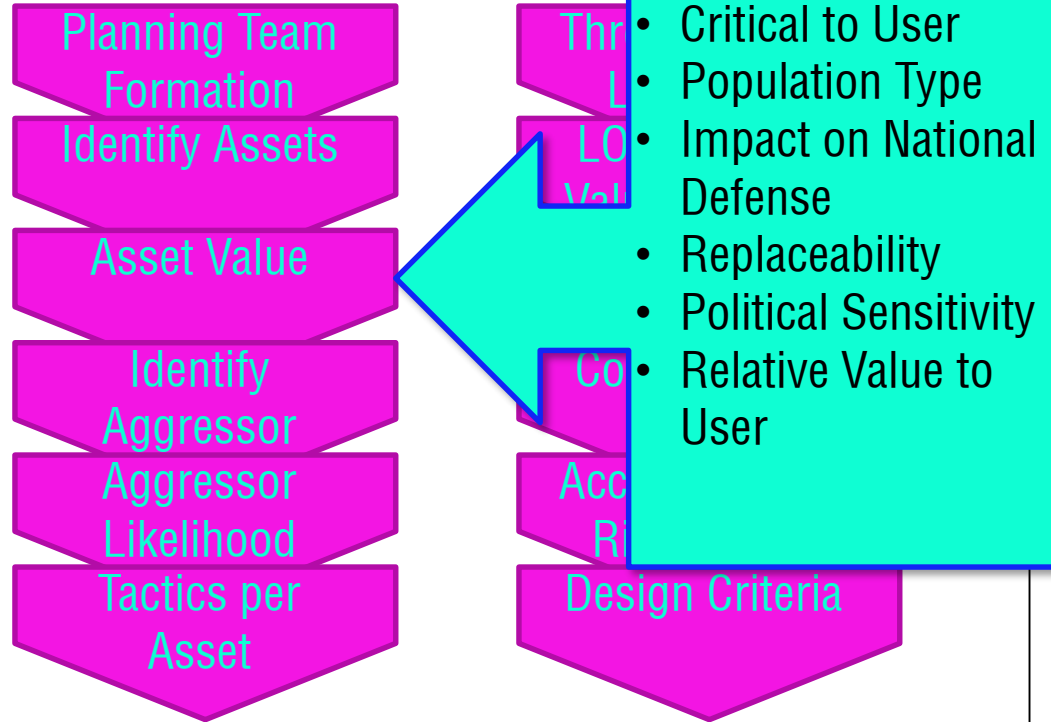 Planning Team
Formation
Identify Assets
Asset Value
Identify
Aggressor
Aggressor
Likelihood
Tactics per
Asset
Design Criteria
• Critical to User
• Population Type
• Impact on National
Defense
• Replaceability
• Political Sensitivity
• Relative Value to
User